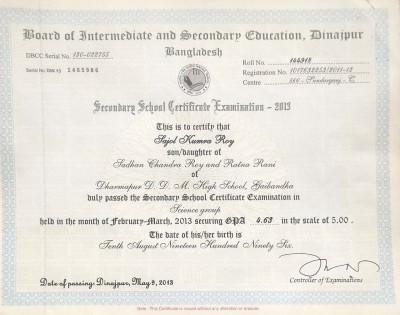 Board of Intermediate and Secondary Education, Dinajpur
Bangladesh
DBCC Serial No. 130-022755
Serial No. DBK 13
Roll No. 144318
Registration No. 1017632253/2011-12
Centre
Secondary School Certificate Examination - 2013
This is to certify that
Sajol Kumra Roy
son/daughter of
Sadhan Chandra Roy and Ratna Rani
of
Dharmapur D. D. M. High School, Gaibandha
duly passed the Secondary School Certificate Examination in
Science group
held in the month of February-March, 2013 securing GPA 4.63 in the scale of 5.00 .
The date of his/her birth is
Tenth August Nineteen Hundred Ninety Six.
Date of passing: Dinajpur, May 9, 2013
Controller of Examinations
Note : This Certificate is issued without any alteration or erasure.